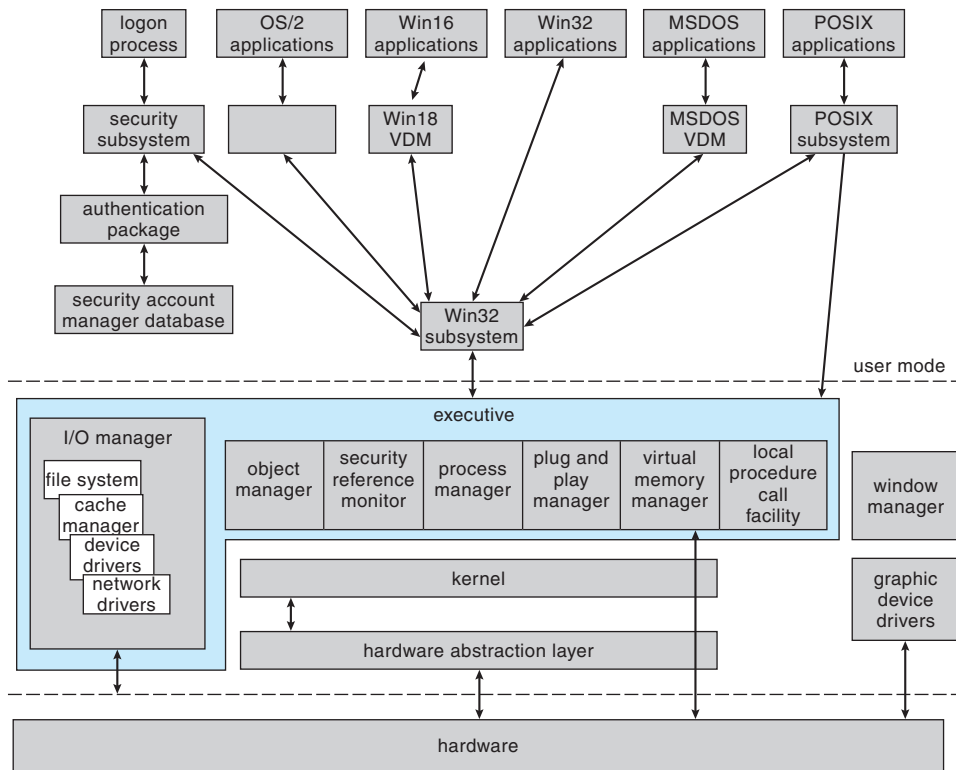 logon
process
OS/2
applications
Win16
applications
Win32
applications
MSDOS
applications
POSIX
applications
security
subsystem
Win18
VDM
MSDOS
VDM
POSIX
subsystem
authentication
package
security account
manager database
Win32
subsystem
user mode
executive
I/O manager
file system
cache
manager
device
drivers
network
drivers
object
manager
security
reference
monitor
process
manager
plug and
play
manager
virtual
memory
manager
local
procedure
call
facility
window
manager
kernel
graphic
device
drivers
hardware abstraction layer
hardware